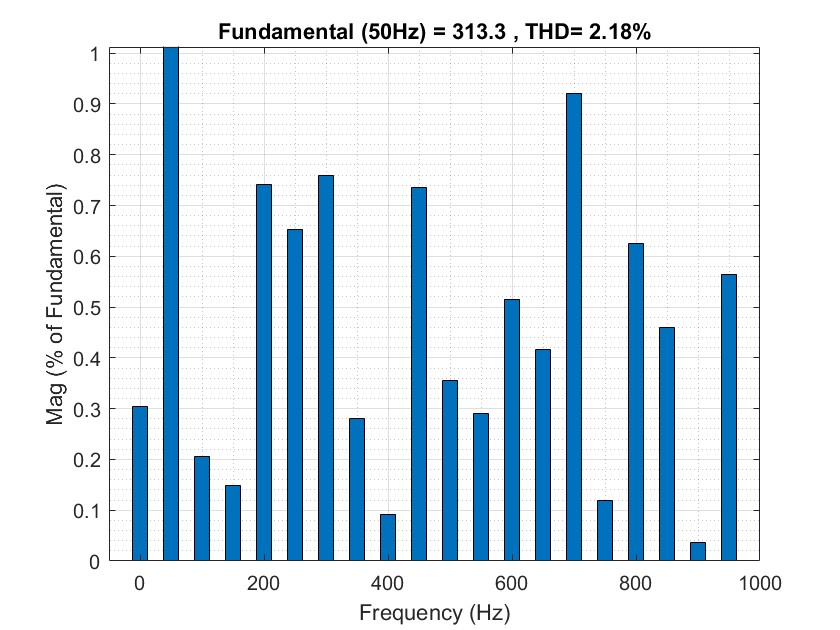 Fundamental (50Hz) = 313.3 , THD= 2.18%
1
0.9
0.8
0.7
0.6
0.5
0.4
0.3
0.2
0.1
0
Mag (% of Fundamental)
0 200 400 600 800 1000
Frequency (Hz)